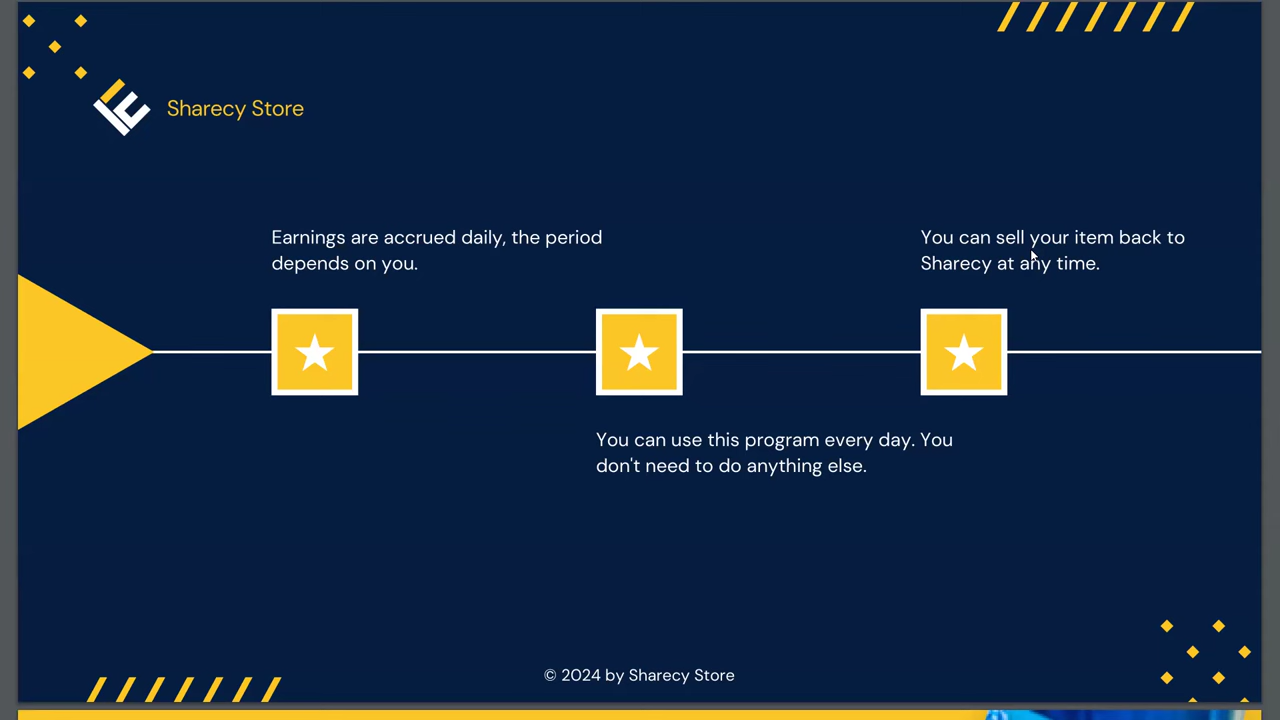 Sharecy Store
Earnings are accrued daily, the period
depends on you.
You can sell your item back to
Sharecy at any time.
You can use this program every day. You
don't need to do anything else.
© 2024 by Sharecy Store